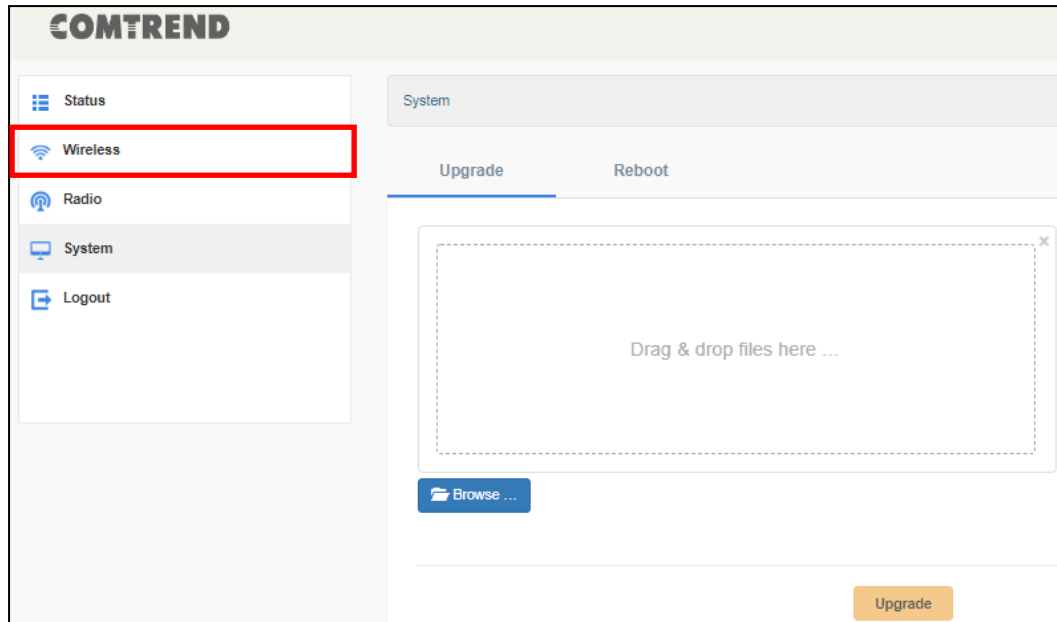 COMTREND
Status
Wireless
Radio
System
Logout
System
Upgrade Reboot
×
Drag & drop files here ...
Browse ...
Upgrade